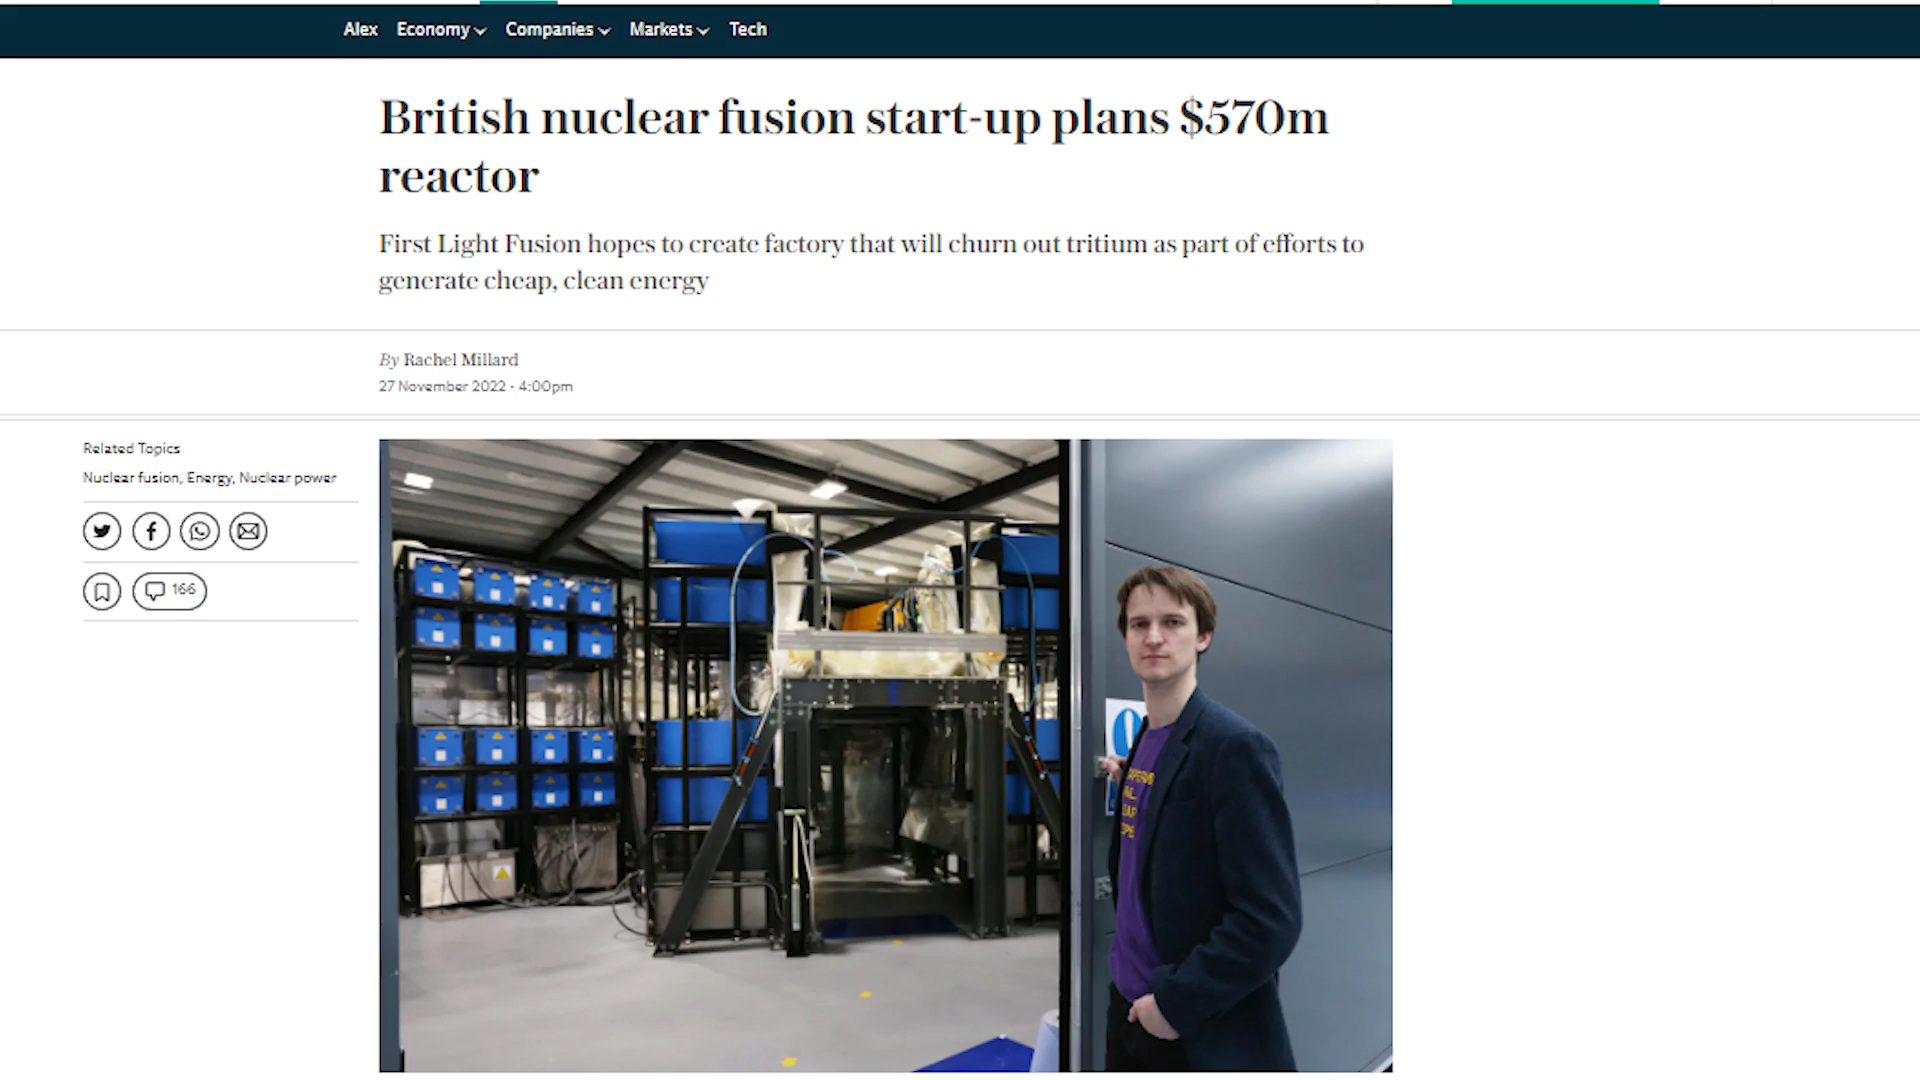 Alex Economy Companies Markets Tech
British nuclear fusion start-up plans $570m
reactor
First Light Fusion hopes to create factory that will churn out tritium as part of efforts to
generate cheap, clean energy
By Rachel Millard
27 November 2022 - 4:00pm
Related Topics
Nuclear fusion, Energy, Nuclear power
166
E